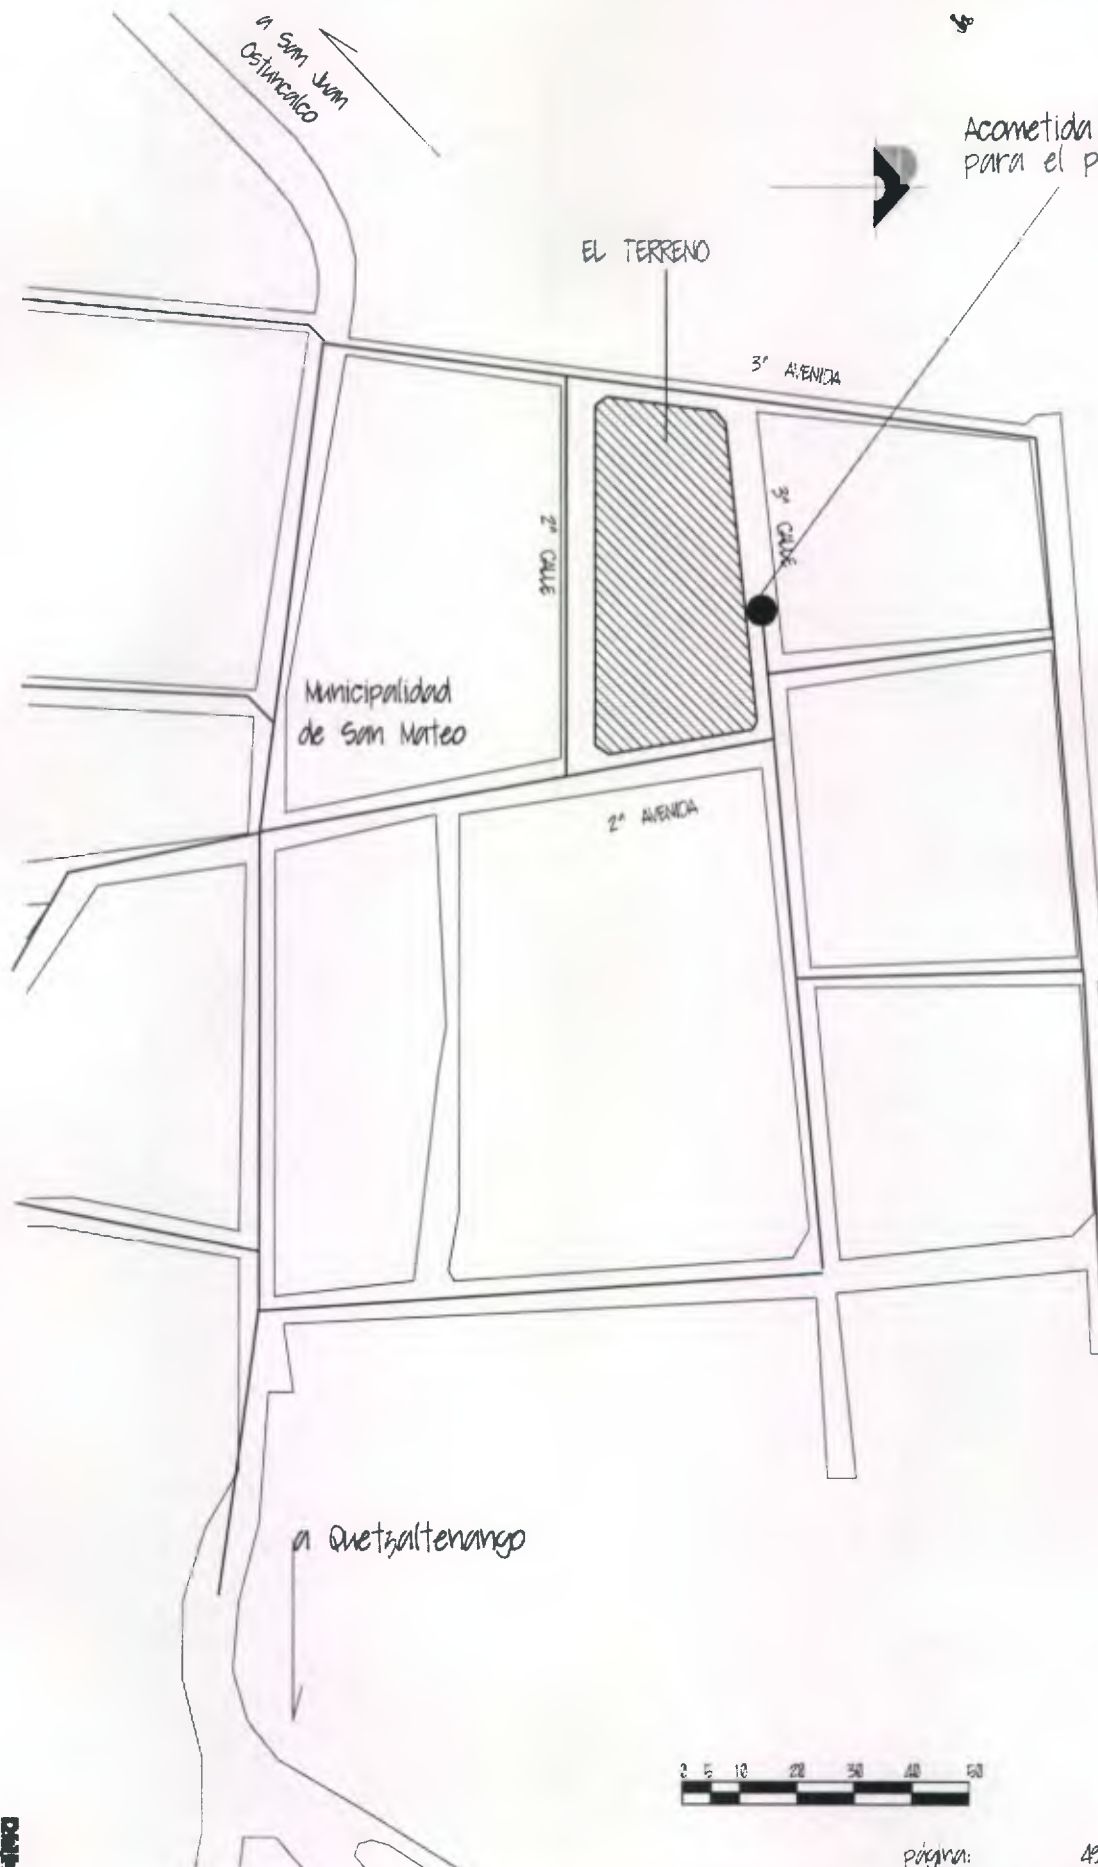 a San Juan
Ostuncalco
Acometida
para el p
EL TERRENO
3ª AVENIDA
3ª CALLE
2ª CALLE
Municipalidad
de San Mateo
2ª AVENIDA
a Quetzaltenango
0 5 10 20 30 40 50
página: 49